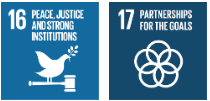 16 PEACE, JUSTICE
AND STRONG
INSTITUTIONS
17 PARTNERSHIPS
FOR THE GOALS